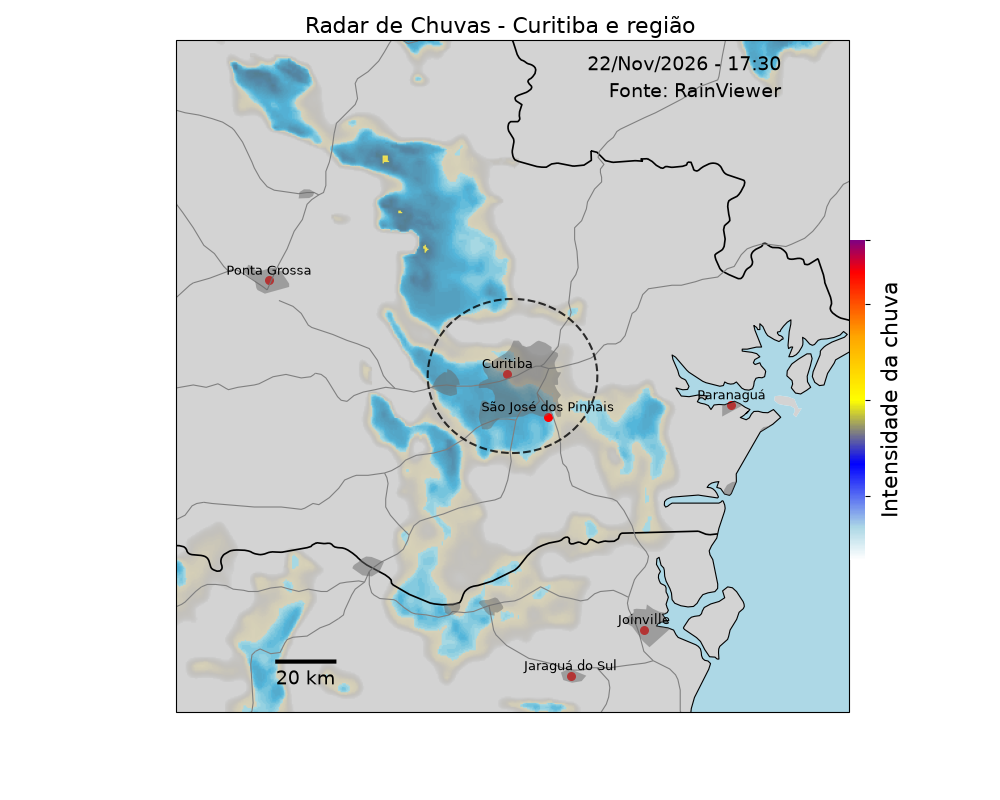 Radar de Chuvas - Curitiba e região
22/Nov/2026 - 17:30
Fonte: RainViewer
Ponta Grossa
Curitiba
Paranaguá
São José dos Pinhais
Joinville
Jaraguá do Sul
20 km
Intensidade da chuva